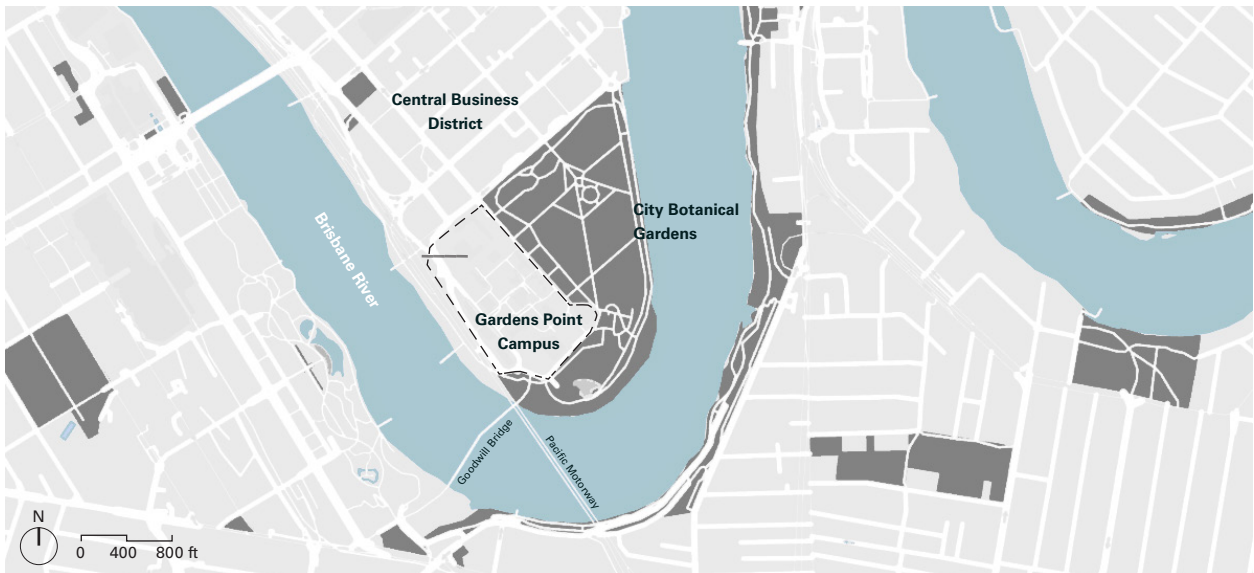 Central Business
District
City Botanical
Gardens
Brisbane River
Gardens Point
Campus
Goodwill Bridge
Pacific Motorway
N
0 400 800 ft